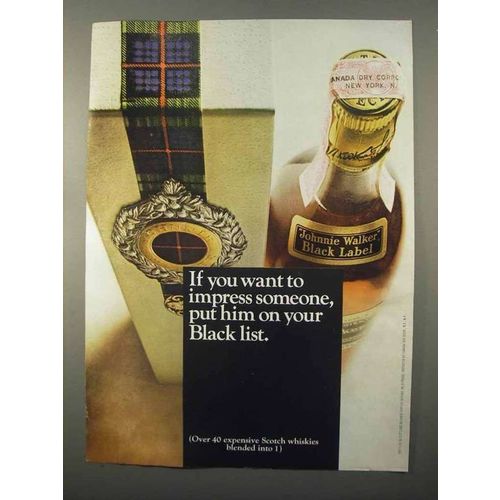 ANADA DRY CORPO
NEW YORK, N.
Johnnie Walker
Black Label
If you want to
impress someone,
put him on your
Black list.
(Over 40 expensive Scotch whiskies
blended into 1)